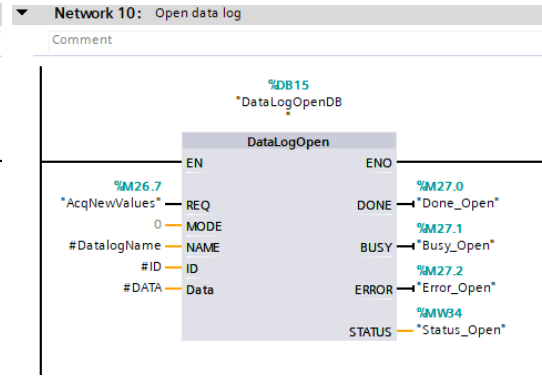 Network 10: Open data log
Comment
%DB15
"DataLogOpenDB
"
DataLogOpen
EN ENO
%M26.7 %M27.0
"AcqNewValues" REQ DONE "Done_Open"
0 MODE %M27.1
#DatalogName NAME BUSY "Busy_Open"
#ID ID %M27.2
#DATA Data ERROR "Error_Open"
%MW34
STATUS "Status_Open"